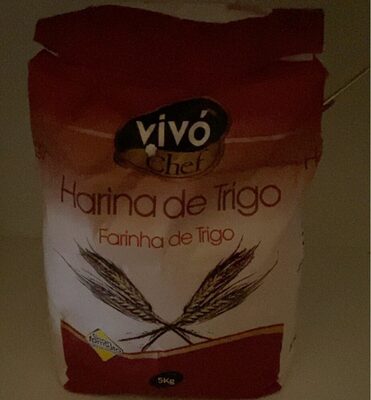 vivó
Chef
Harina de Trigo
Farinha de Trigo
5Kg